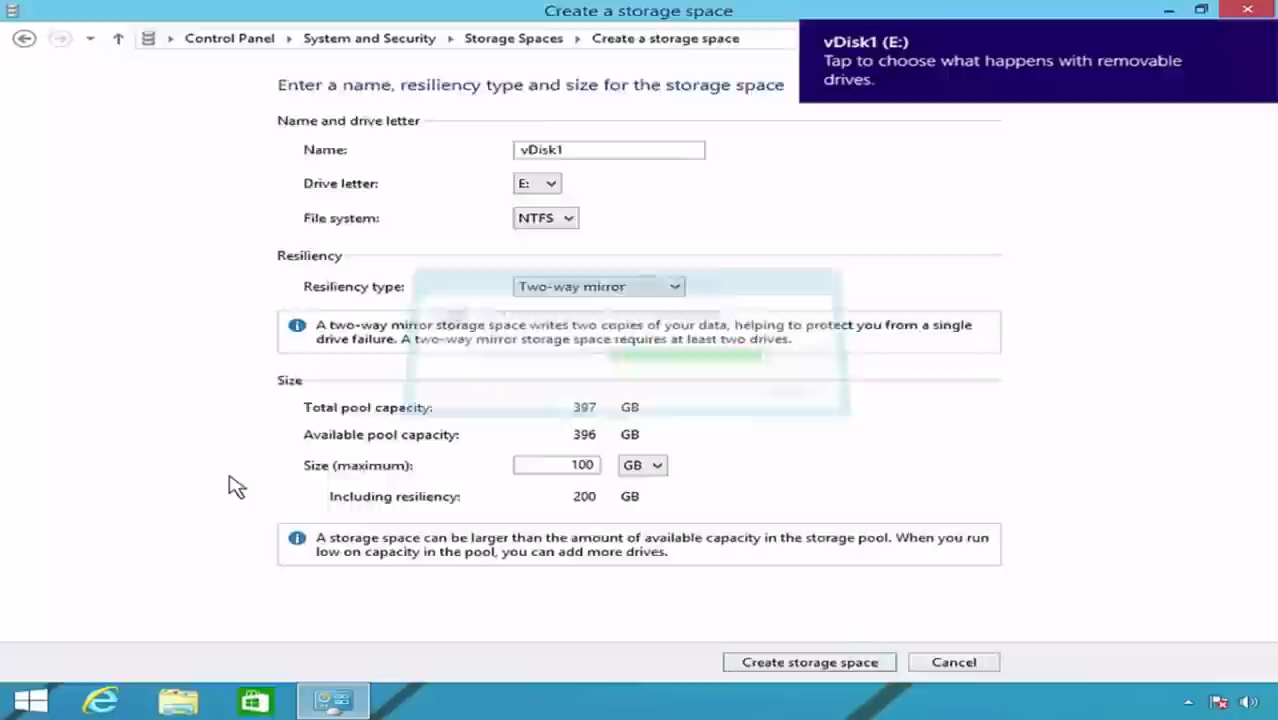 Create a storage space
Control Panel
System and Security
Storage Spaces
Create a storage space
vDisk1 (E:)
Tap to choose what happens with removable
drives.
Enter a name, resiliency type and size for the storage space
Name and drive letter
Name:
vDisk1
Drive letter:
E:
File system:
NTFS
Resiliency
Resiliency type:
Two-way mirror
A two-way mirror storage space writes two copies of your data, helping to protect you from a single
drive failure. A two-way mirror storage space requires at least two drives.
Size
Total pool capacity:
397 GB
Available pool capacity:
396 GB
Size (maximum):
100 GB
Including resiliency:
200 GB
A storage space can be larger than the amount of available capacity in the storage pool. When you run
low on capacity in the pool, you can add more drives.
Create storage space
Cancel